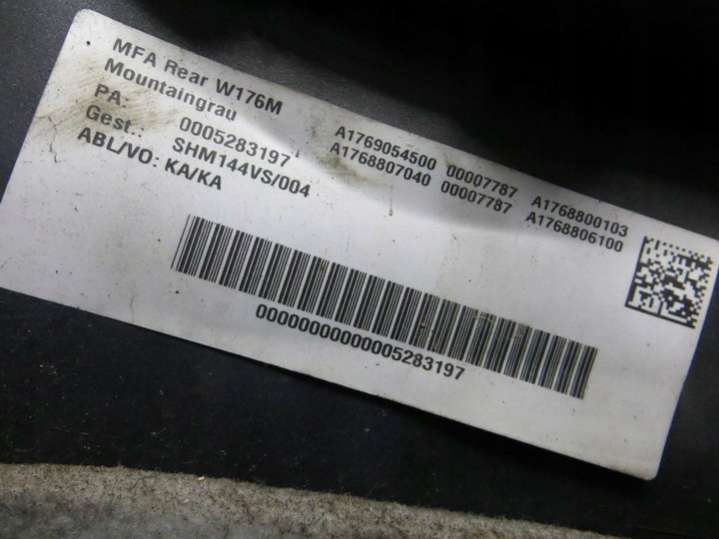 MFA Rear W176M
Mountaingrau
PA: 0005283197
Gest.: SHM144VS/004
ABL/VO: KA/KA
A1769054500 00007787 A1768800103
A1768807040 00007787 A1768806100
00000000000005283197